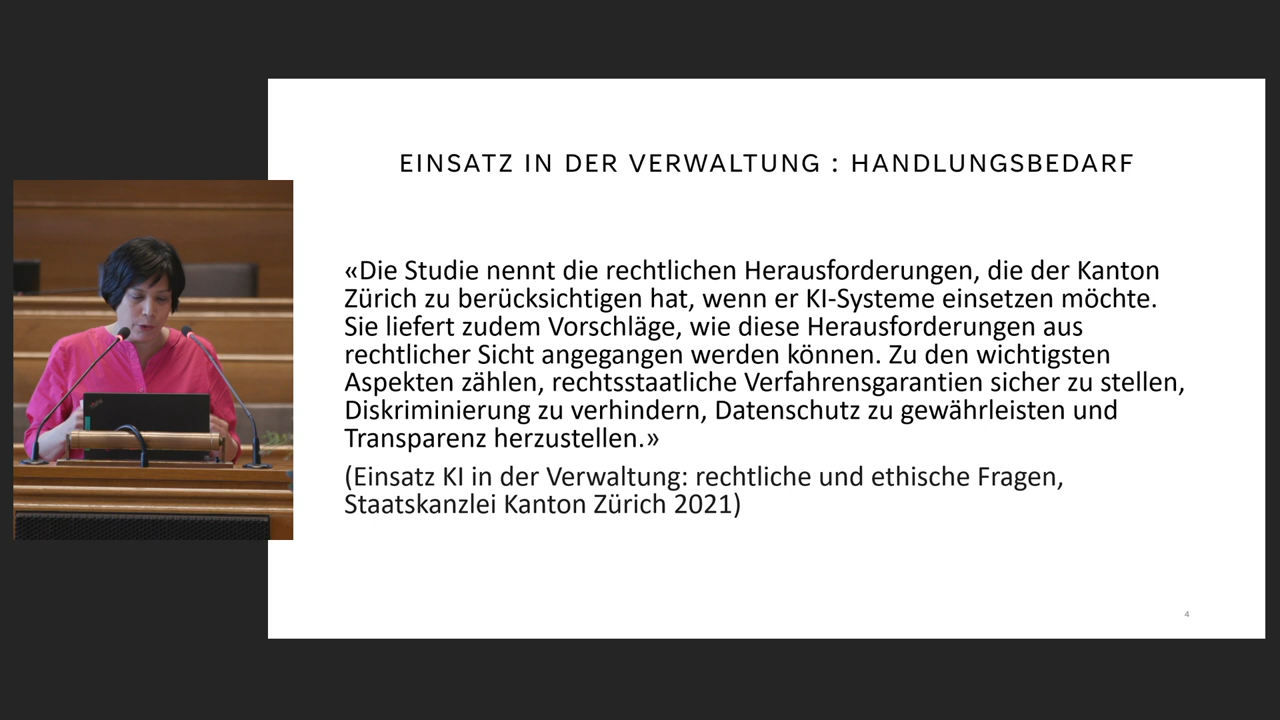 EINSATZ IN DER VERWALTUNG : HANDLUNGSBEDARF
«Die Studie nennt die rechtlichen Herausforderungen, die der Kanton
Zürich zu berücksichtigen hat, wenn er KI-Systeme einsetzen möchte.
Sie liefert zudem Vorschläge, wie diese Herausforderungen aus
rechtlicher Sicht angegangen werden können. Zu den wichtigsten
Aspekten zählen, rechtsstaatliche Verfahrensgarantien sicher zu stellen,
Diskriminierung zu verhindern, Datenschutz zu gewährleisten und
Transparenz herzustellen.»
(Einsatz KI in der Verwaltung: rechtliche und ethische Fragen,
Staatskanzlei Kanton Zürich 2021)
4